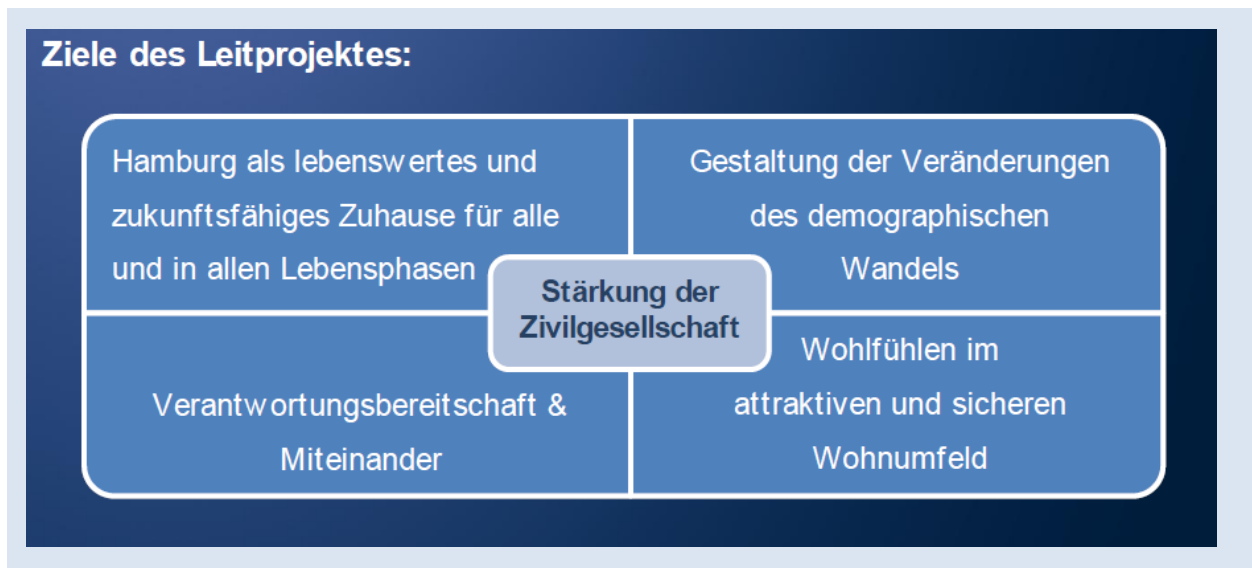 Ziele des Leitprojektes:
Hamburg als lebenswertes und
zukunftsfähiges Zuhause für alle
und in allen Lebensphasen
Gestaltung der Veränderungen
des demographischen
Wandels
Stärkung der
Zivilgesellschaft
Verantwortungsbereitschaft &
Miteinander
Wohlfühlen im
attraktiven und sicheren
Wohnumfeld